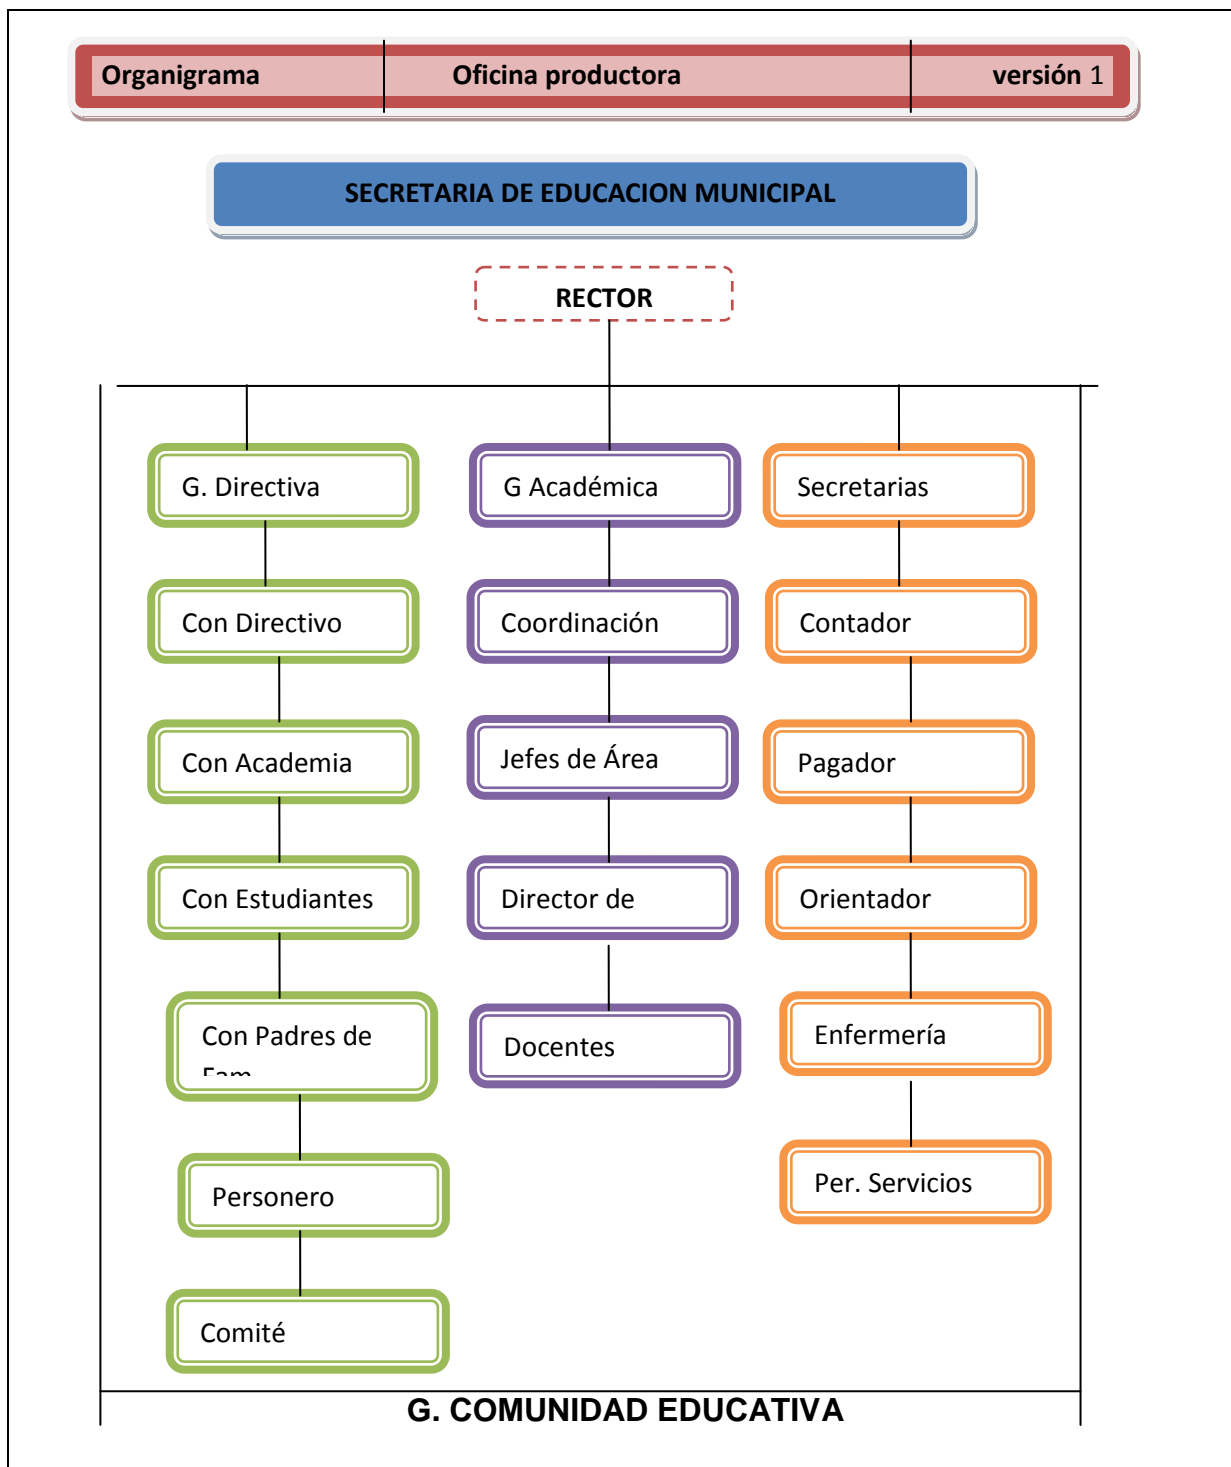 Organigrama Oficina productora versión 1
SECRETARIA DE EDUCACION MUNICIPAL
RECTOR
G. Directiva
Con Directivo
Con Academia
Con Estudiantes
Con Padres de
Fam
Personero
Comité
G Académica
Coordinación
Jefes de Área
Director de
Docentes
Secretarias
Contador
Pagador
Orientador
Enfermería
Per. Servicios
G. COMUNIDAD EDUCATIVA